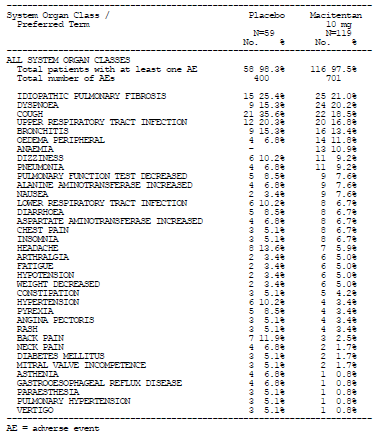 System Organ Class / Placebo Macitentan
Preferred Term 10 mg
N=59 N=119
No. % No. %
ALL SYSTEM ORGAN CLASSES
Total patients with at least one AE 58 98.3% 116 97.5%
Total number of AEs 400 701
IDIOPATHIC PULMONARY FIBROSIS 15 25.4% 25 21.0%
DYSPNOEA 9 15.3% 24 20.2%
COUGH 21 35.6% 22 18.5%
UPPER RESPIRATORY TRACT INFECTION 12 20.3% 20 16.8%
BRONCHITIS 9 15.3% 16 13.4%
OEDEMA PERIPHERAL 4 6.8% 14 11.8%
ANAEMIA - 13 10.9%
DIZZINESS 6 10.2% 11 9.2%
PNEUMONIA 4 6.8% 11 9.2%
PULMONARY FUNCTION TEST DECREASED 5 8.5% 9 7.6%
ALANINE AMINOTRANSFERASE INCREASED 4 6.8% 9 7.6%
NAUSEA 2 3.4% 9 7.6%
LOWER RESPIRATORY TRACT INFECTION 6 10.2% 8 6.7%
DIARRHOEA 5 8.5% 8 6.7%
ASPARTATE AMINOTRANSFERASE INCREASED 4 6.8% 8 6.7%
CHEST PAIN 3 5.1% 8 6.7%
INSOMNIA 3 5.1% 8 6.7%
HEADACHE 8 13.6% 7 5.9%
ARTHRALGIA 2 3.4% 6 5.0%
FATIGUE 2 3.4% 6 5.0%
HYPOTENSION 2 3.4% 6 5.0%
WEIGHT DECREASED 2 3.4% 6 5.0%
CONSTIPATION 3 5.1% 5 4.2%
HYPERTENSION 6 10.2% 4 3.4%
PYREXIA 5 8.5% 4 3.4%
ANGINA PECTORIS 3 5.1% 4 3.4%
RASH 3 5.1% 4 3.4%
BACK PAIN 7 11.9% 3 2.5%
NECK PAIN 4 6.8% 2 1.7%
DIABETES MELLITUS 3 5.1% 2 1.7%
MITRAL VALVE INCOMPETENCE 3 5.1% 2 1.7%
ASTHENIA 4 6.8% 1 0.8%
GASTROOESOPHAGEAL REFLUX DISEASE 4 6.8% 1 0.8%
PARAESTHESIA 3 5.1% 1 0.8%
PULMONARY HYPERTENSION 3 5.1% 1 0.8%
VERTIGO 3 5.1% 1 0.8%
AE = adverse event